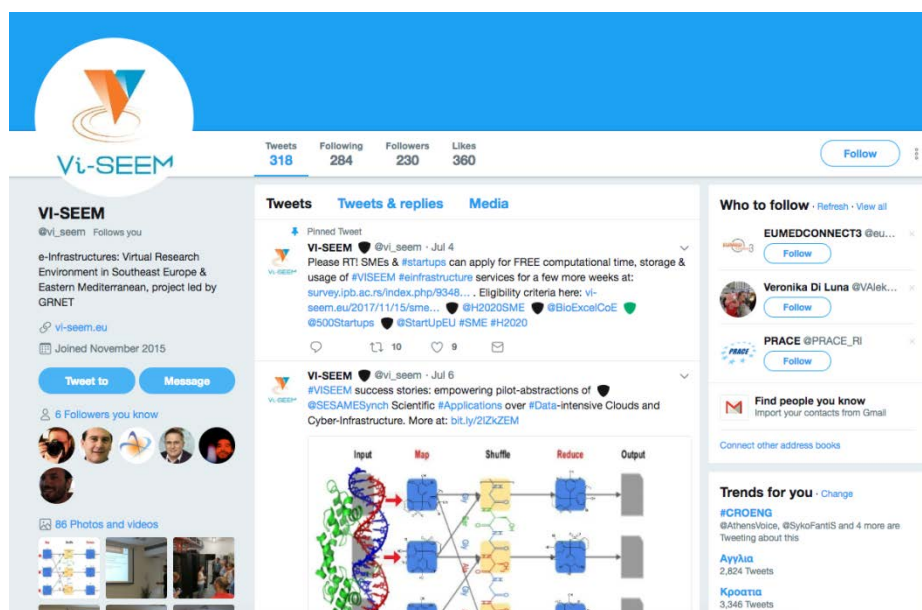 Vi-SEEM
Tweets
318
Following
284
Followers
230
Likes
360
Follow
VI-SEEM
@vi_seem Follows you
e-Infrastructures: Virtual Research
Environment in Southeast Europe &
Eastern Mediterranean, project led by
GRNET
vi-seem.eu
Joined November 2015
Tweet to
Message
6 Followers you know
86 Photos and videos
Tweets Tweets & replies Media
Pinned Tweet
VI-SEEM @vi_seem · Jul 4
Please RT! SMEs & #startups can apply for FREE computational time, storage &
usage of #VISEEM #einfrastructure services for a few more weeks at:
survey.ipb.ac.rs/index.php/9348... . Eligibility criteria here: vi-
seem.eu/2017/11/15/sme... @H2020SME @BioExcelCoE
@500Startups @StartUpEU #SME #H2020
10 9
VI-SEEM @vi_seem · Jul 6
#VISEEM success stories: empowering pilot-abstractions of
@SESAMESynch Scientific #Applications over #Data-intensive Clouds and
Cyber-Infrastructure. More at: bit.ly/2IZkZEM
Input Map Shuffle Reduce Output
Who to follow · Refresh · View all
EUMEDCONNECT3 @eu...
Follow
Veronika Di Luna @VAlek...
Follow
PRACE
PRACE @PRACE_RI
Follow
Find people you know
Import your contacts from Gmail
Connect other address books
Trends for you · Change
#CROENG
@AthensVoice, @SykoFantiS and 4 more are
Tweeting about this
Αγγλια
2,824 Tweets
Κροατια
3,346 Tweets